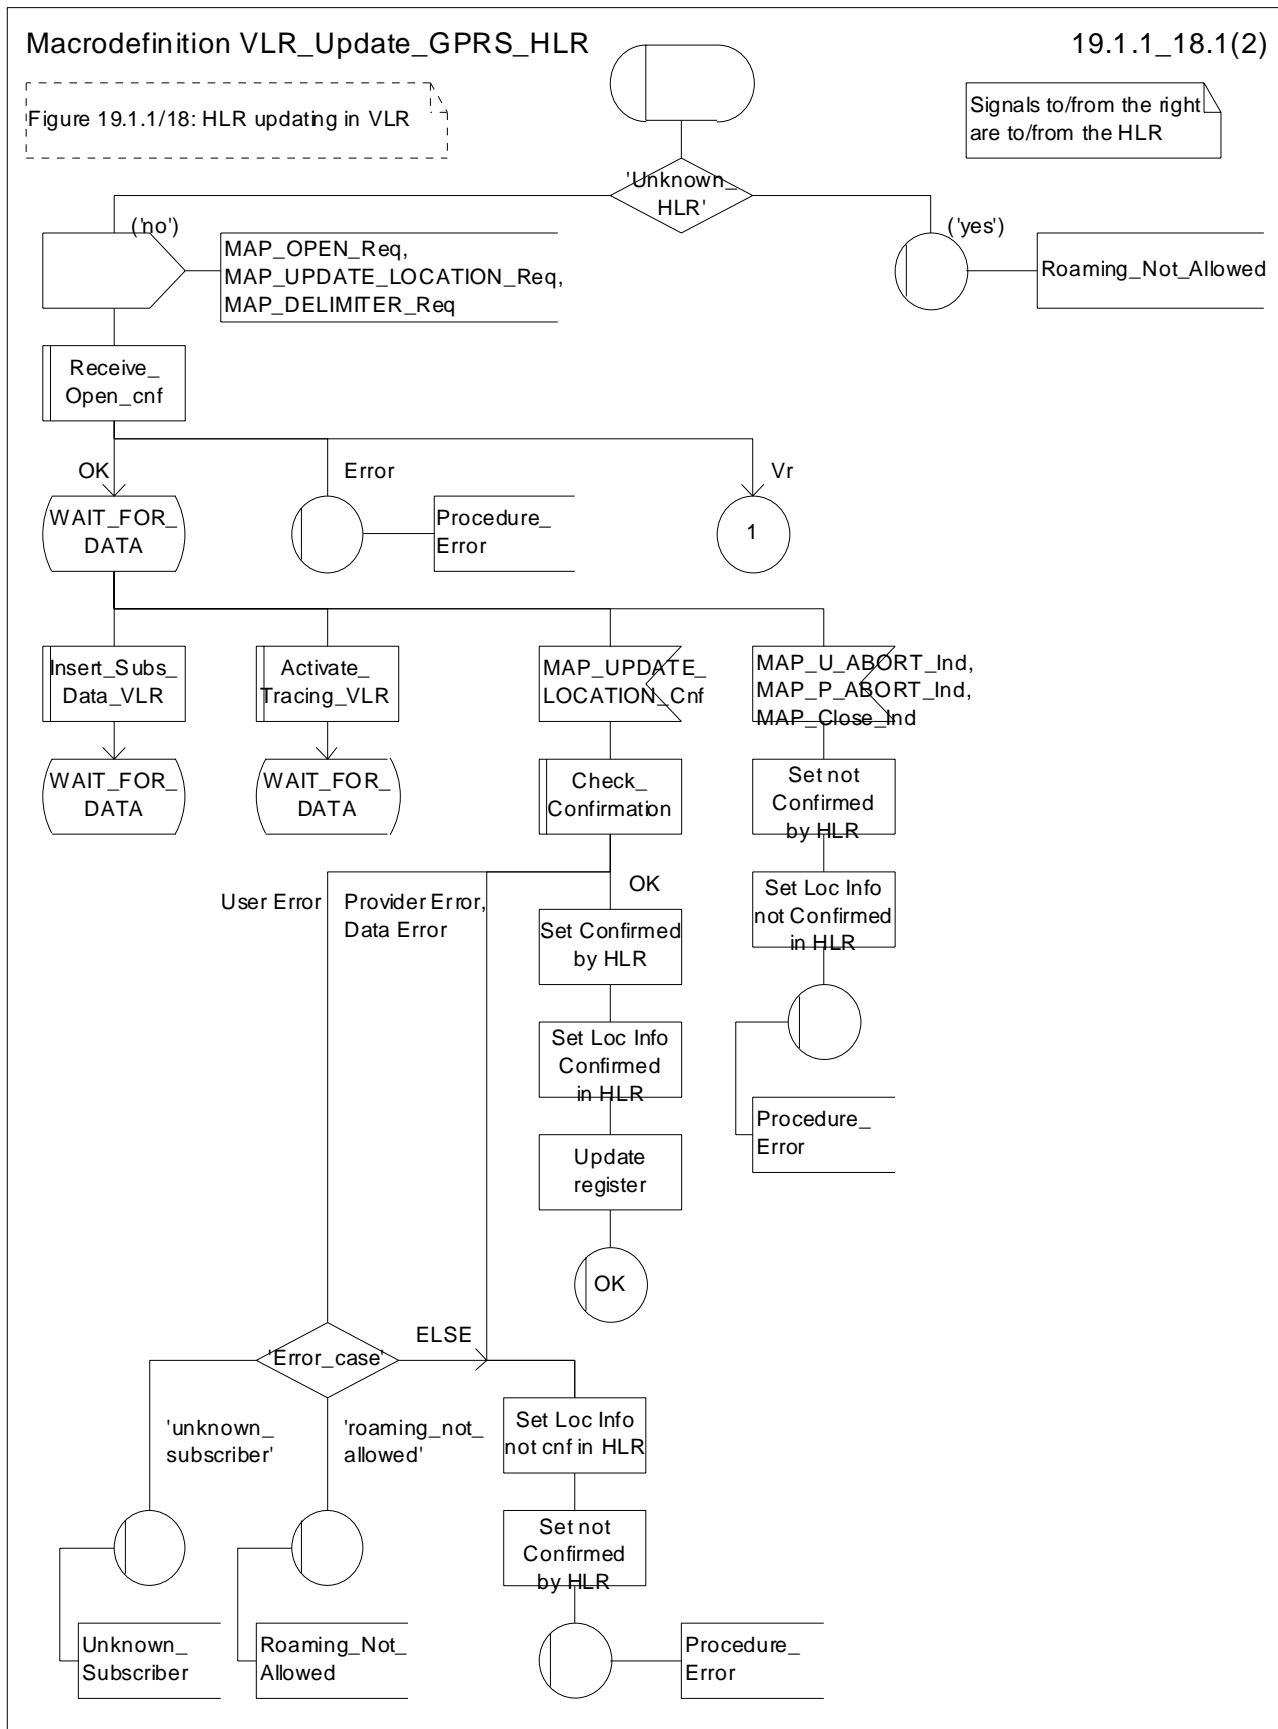 Macrodefinition VLR_Update_GPRS_HLR
19.1.1_18.1(2)
Figure 19.1.1/18: HLR updating in VLR
Signals to/from the right
are to/from the HLR
'Unknown_
HLR'
('no')
('yes')
MAP_OPEN_Req,
MAP_UPDATE_LOCATION_Req,
MAP_DELIMITER_Req
Roaming_Not_Allowed
Receive_
Open_cnf
OK
Error
Vr
WAIT_FOR_
DATA
Procedure_
Error
1
Insert_Subs_
Data_VLR
Activate_
Tracing_VLR
MAP_UPDATE_
LOCATION_Cnf
MAP_U_ABORT_Ind,
MAP_P_ABORT_Ind,
MAP_Close_Ind
WAIT_FOR_
DATA
WAIT_FOR_
DATA
Check_
Confirmation
Set not
Confirmed
by HLR
User Error
Provider Error,
Data Error
OK
Set Confirmed
by HLR
Set Loc Info
not Confirmed
in HLR
Set Loc Info
Confirmed
in HLR
Procedure_
Error
Update
register
OK
'Error_case'
ELSE
'unknown_
subscriber'
'roaming_not_
allowed'
Set Loc Info
not cnf in HLR
Set not
Confirmed
by HLR
Unknown_
Subscriber
Roaming_Not_
Allowed
Procedure_
Error